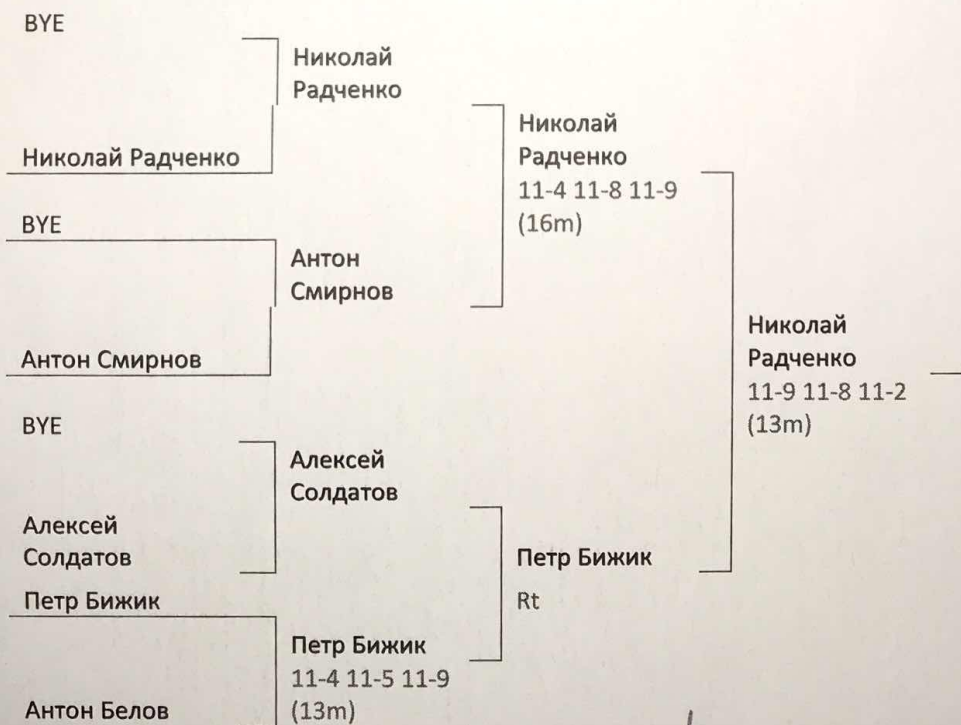 BYE
Николай Радченко
BYE
Антон Смирнов
BYE
Алексей
Солдатов
Петр Бижик
Антон Белов
Николай
Радченко
Антон
Смирнов
Алексей
Солдатов
Петр Бижик
11-4 11-5 11-9
(13m)
Николай
Радченко
11-4 11-8 11-9
(16m)
Петр Бижик
Rt
Николай
Радченко
11-9 11-8 11-2
(13m)